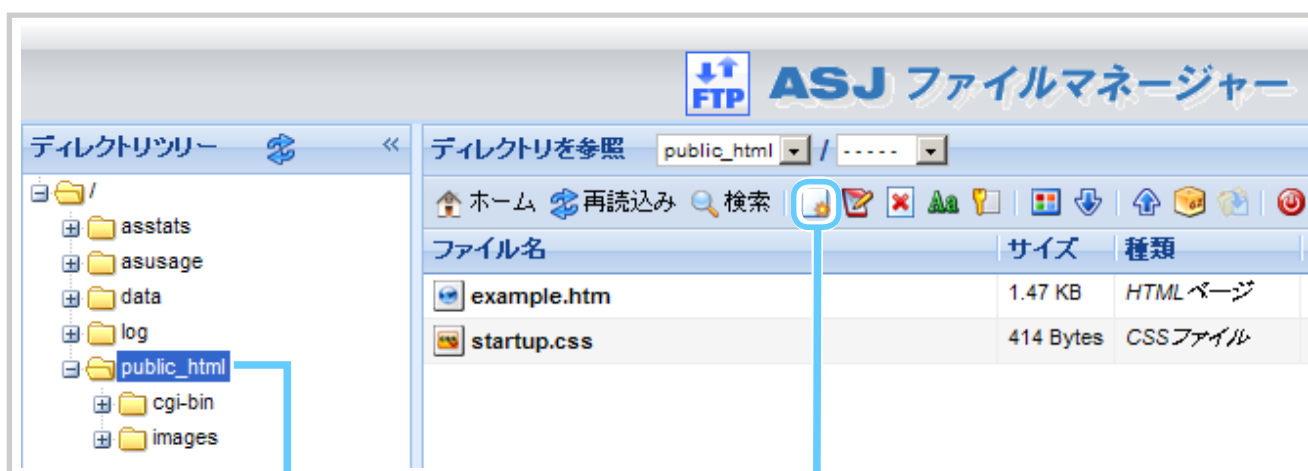 FTP ASJ ファイルマネージャー
ディレクトリツリー
ディレクトリを参照 public_html / -----
/
asstats
asusage
data
log
public_html
cgi-bin
images
ホーム 再読込み 検索 Aa
ファイル名 サイズ 種類
example.htm 1.47 KB HTMLページ
startup.css 414 Bytes CSSファイル